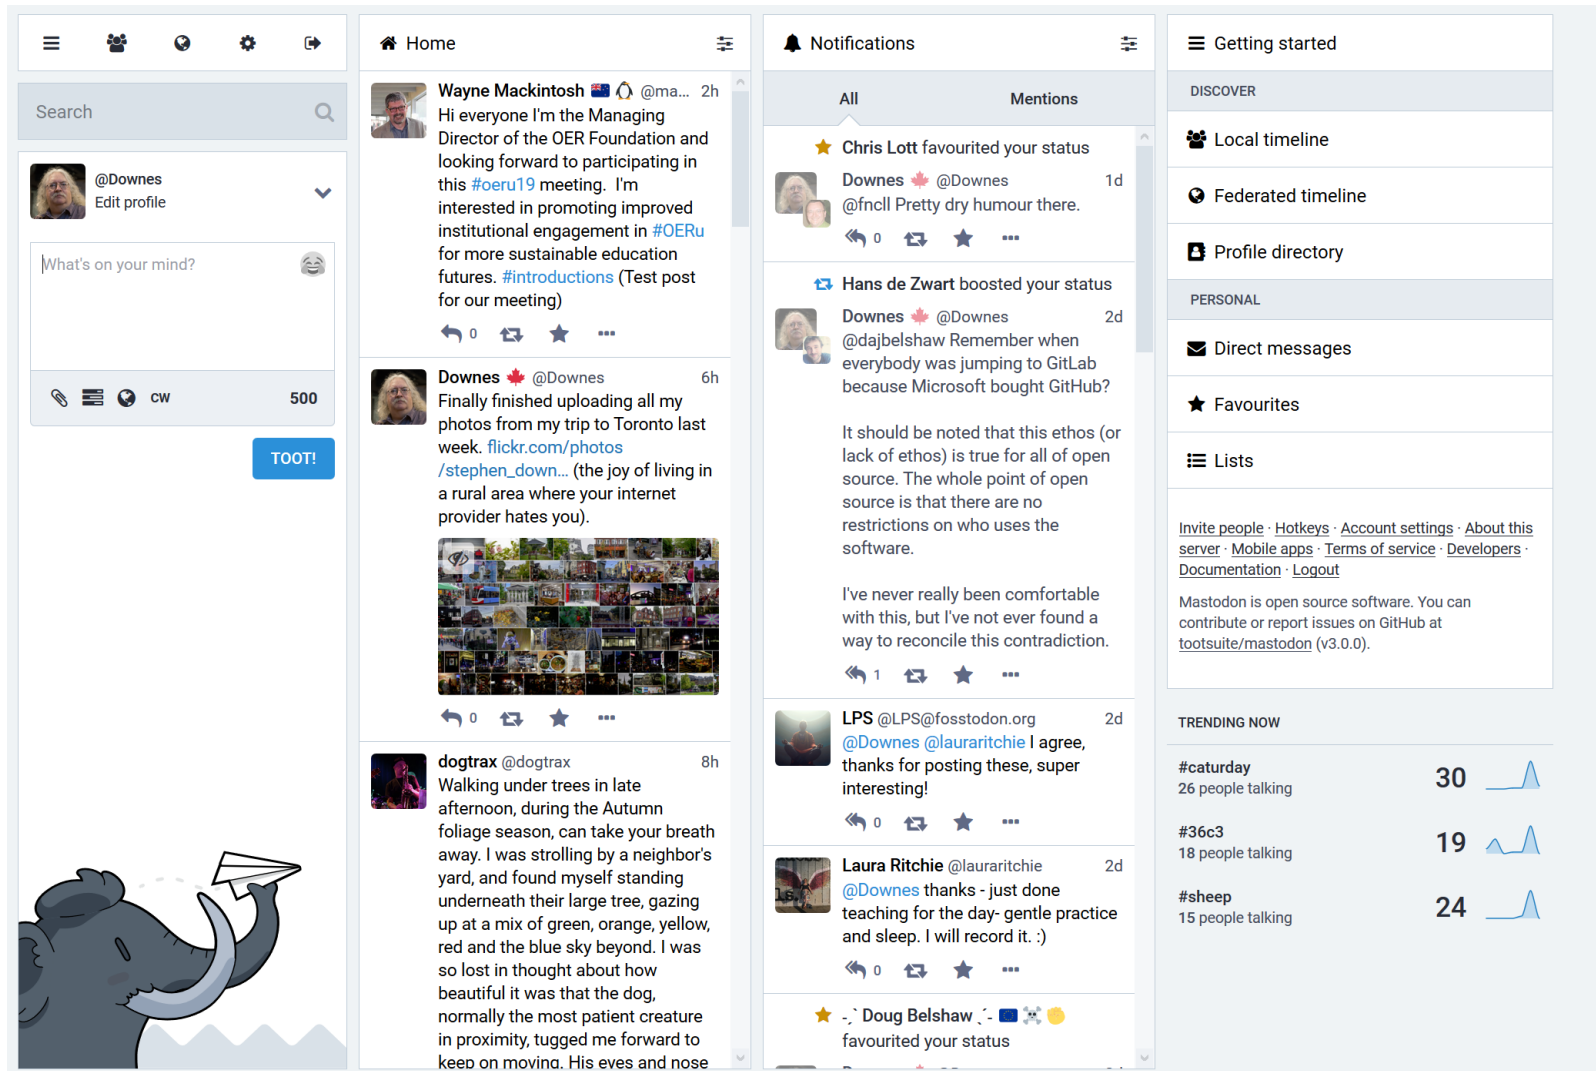 Search
@Downes
Edit profile
What's on your mind?
CW
500
TOOT!
Home
Wayne Mackintosh @ma... 2h
Hi everyone I'm the Managing
Director of the OER Foundation and
looking forward to participating in
this #oeru19 meeting. I'm
interested in promoting improved
institutional engagement in #OERu
for more sustainable education
futures. #introductions (Test post
for our meeting)
0
Downes @Downes 6h
Finally finished uploading all my
photos from my trip to Toronto last
week. flickr.com/photos
/stephen_down... (the joy of living in
a rural area where your internet
provider hates you).
0
dogtrax @dogtrax 8h
Walking under trees in late
afternoon, during the Autumn
foliage season, can take your breath
away. I was strolling by a neighbor's
yard, and found myself standing
underneath their large tree, gazing
up at a mix of green, orange, yellow,
red and the blue sky beyond. I was
so lost in thought about how
beautiful it was that the dog,
normally the most patient creature
in proximity, tugged me forward to
keep on moving. His eyes and nose
Notifications
All Mentions
Chris Lott favourited your status
Downes @Downes 1d
@fncll Pretty dry humour there.
0
Hans de Zwart boosted your status
Downes @Downes 2d
@dajbelshaw Remember when
everybody was jumping to GitLab
because Microsoft bought GitHub?
It should be noted that this ethos (or
lack of ethos) is true for all of open
source. The whole point of open
source is that there are no
restrictions on who uses the
software.
I've never really been comfortable
with this, but I've not ever found a
way to reconcile this contradiction.
1
LPS @LPS@fosstodon.org 2d
@Downes @lauraritchie I agree,
thanks for posting these, super
interesting!
0
Laura Ritchie @lauraritchie 2d
@Downes thanks - just done
teaching for the day- gentle practice
and sleep. I will record it. :)
0
-ˏˋ Doug Belshaw ˎˊ-
favourited your status
Getting started
DISCOVER
Local timeline
Federated timeline
Profile directory
PERSONAL
Direct messages
Favourites
Lists
Invite people · Hotkeys · Account settings · About this
server · Mobile apps · Terms of service · Developers ·
Documentation · Logout
Mastodon is open source software. You can
contribute or report issues on GitHub at
tootsuite/mastodon (v3.0.0).
TRENDING NOW
#caturday
26 people talking
30
#36c3
18 people talking
19
#sheep
15 people talking
24